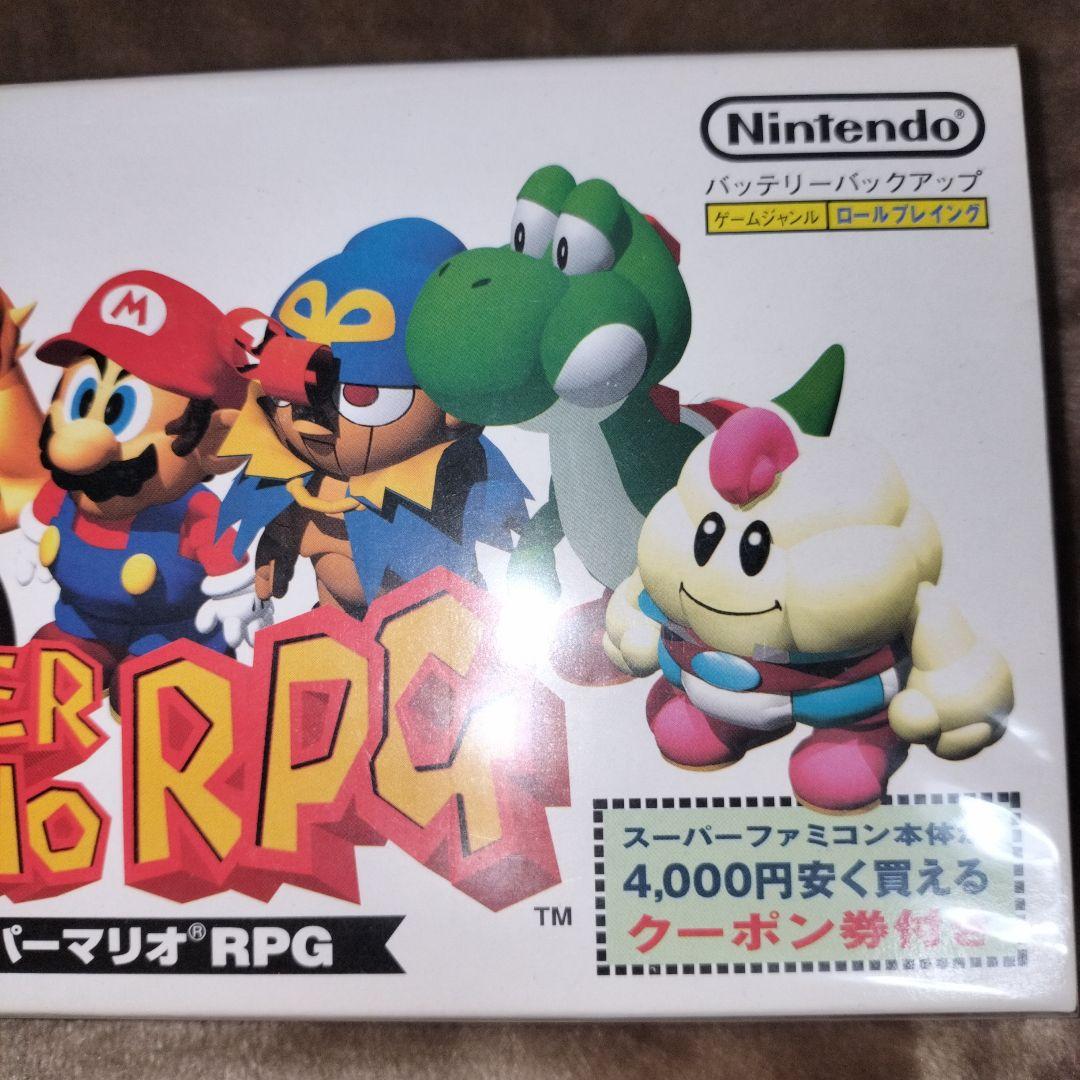 Nintendo®
バッテリーバックアップ
ゲームジャンル ロールプレイング
M
ER
IO RPG
TM
パーマリオ® RPG
スーパーファミコン本体が
4,000円安く買える
クーポン券付き